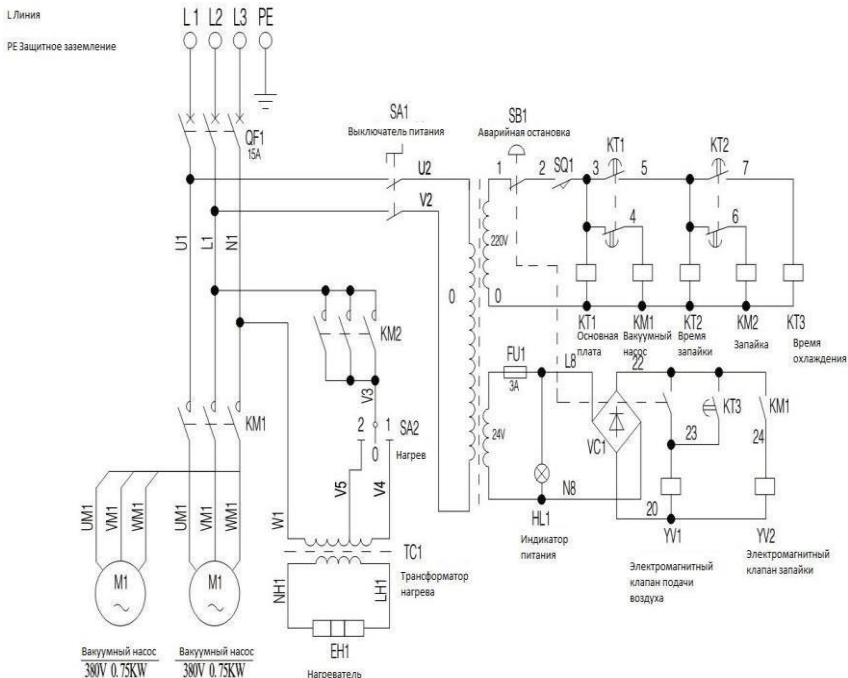 L Линия
L1 L2 L3 PE
PE Защитное заземление
QF1
15A
SA1
Выключатель питания
SB1
Аварийная остановка
KT1
KT2
U2
V2
1
2
SQ1
3
5
7
4
6
220V
0
0
U1
L1
N1
KM2
KT1
KM1
KT2
KM2
KT3
Основная плата
Вакуумный насос
Время запайки
Запайка
Время охлаждения
FU1
3A
L8
22
V3
KM1
2
1
SA2
0
Нагрев
24V
VC1
KT3
KM1
23
24
V5
V4
N8
20
HL1
Индикатор питания
YV1
YV2
Электромагнитный клапан подачи воздуха
Электромагнитный клапан запайки
UM1
VM1
WM1
UM1
VM1
WM1
W1
TC1
Трансформатор нагрева
NH1
LH1
M1
M1
EH1
Нагреватель
Вакуумный насос
380V 0.75KW
Вакуумный насос
380V 0.75KW